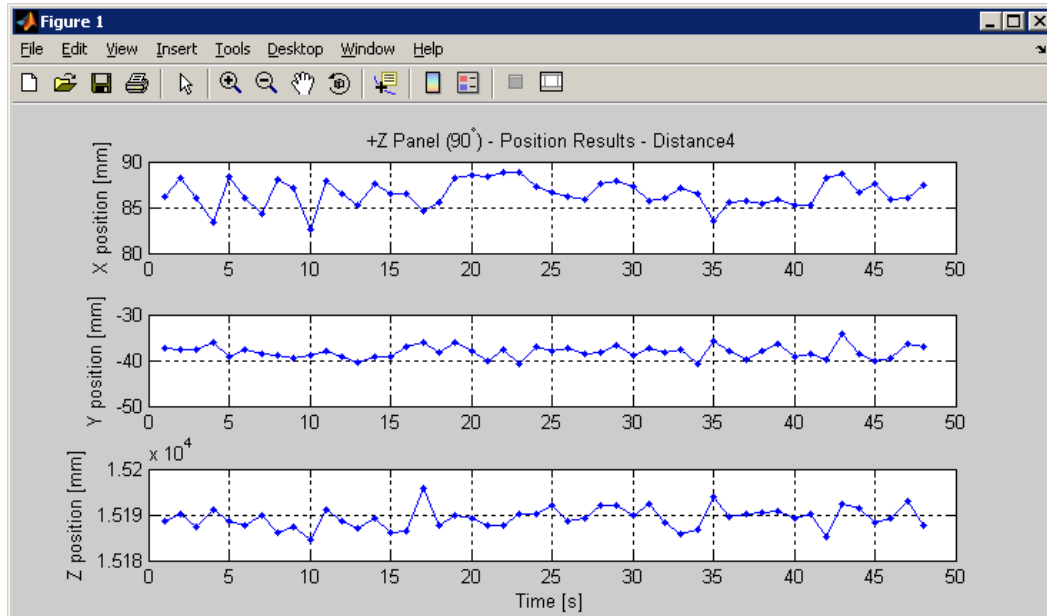 Figure 1
File Edit View Insert Tools Desktop Window Help
+Z Panel (90°) - Position Results - Distance4
X position [mm]
90
85
80
0 5 10 15 20 25 30 35 40 45 50
Y position [mm]
-30
-40
-50
0 5 10 15 20 25 30 35 40 45 50
x 10^4
Z position [mm]
1.52
1.519
1.518
0 5 10 15 20 25 30 35 40 45 50
Time [s]